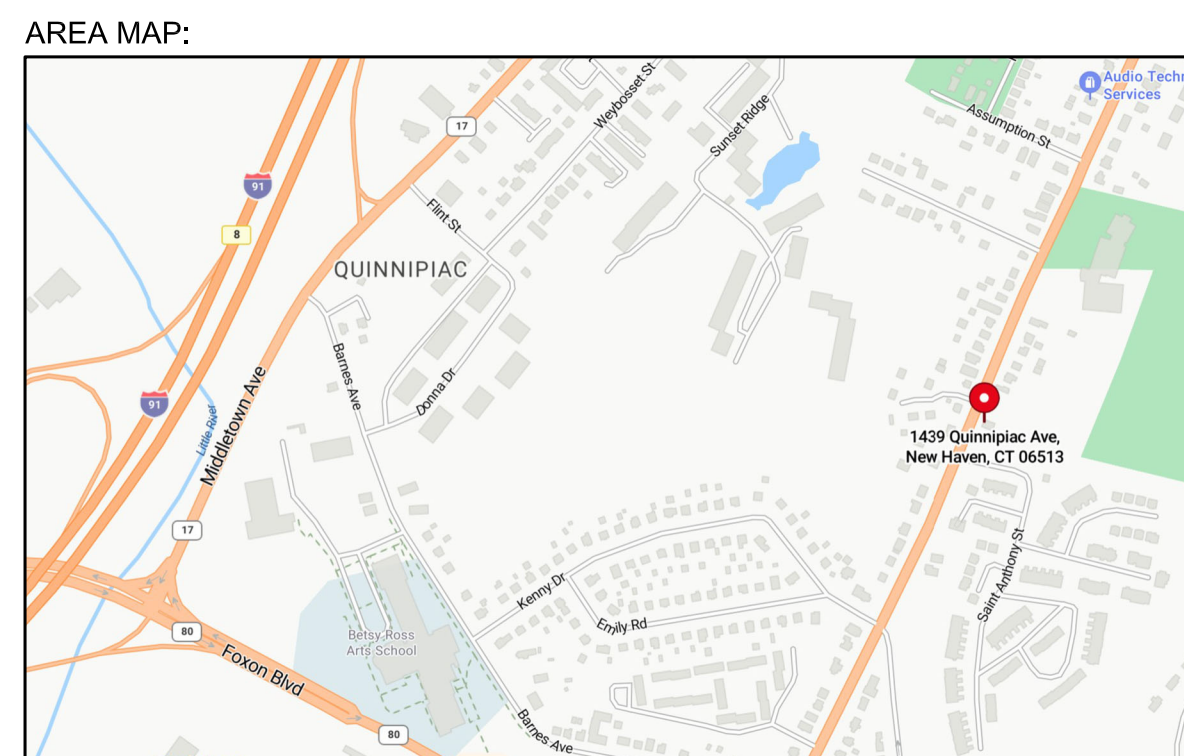 AREA MAP:
Audio Techn
Services
Weybosset St
Sunset Ridge
Assumption St
17
91
Flint St
8
QUINNIPIAC
Barnes Ave
Donna Dr
91
Little River
Middletown Ave
1439 Quinnipiac Ave,
New Haven, CT 06513
17
Saint Anthony St
Kenny Dr
Emily Rd
80
Betsy Ross
Arts School
Foxon Blvd
Barnes Ave
80